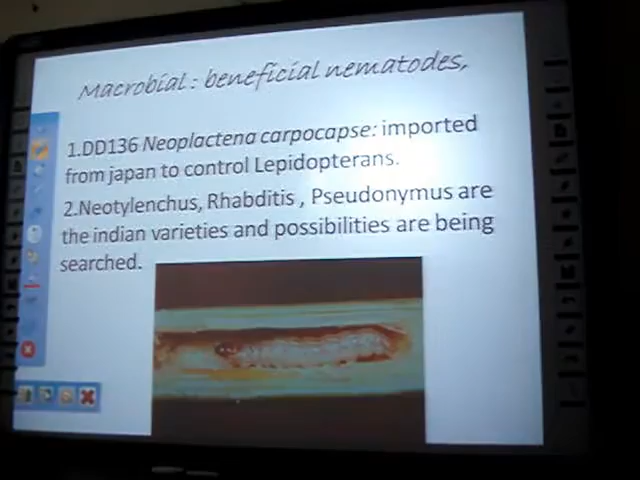 Macrobial : beneficial nematodes,
1.DD136 Neoplactena carpocapse: imported
from japan to control Lepidopterans.
2.Neotylenchus, Rhabditis , Pseudonymus are
the indian varieties and possibilities are being
searched.